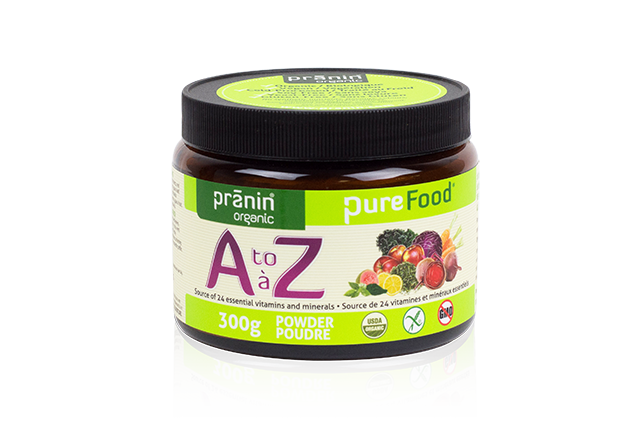 prānin
organic
prānin®
organic
pureFood®
A to Z
à
Source of 24 essential vitamins and minerals • Source de 24 vitamines et minéraux essentiels
300g
POWDER
POUDRE
USDA
ORGANIC
GMO